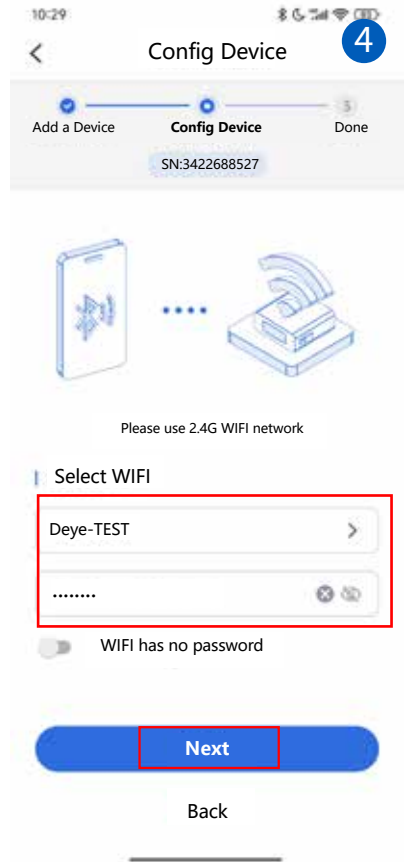 10:29
Config Device
4
Add a Device
Config Device
3
Done
SN:3422688527
Please use 2.4G WIFI network
Select WIFI
Deye-TEST
••••••••
WIFI has no password
Next
Back